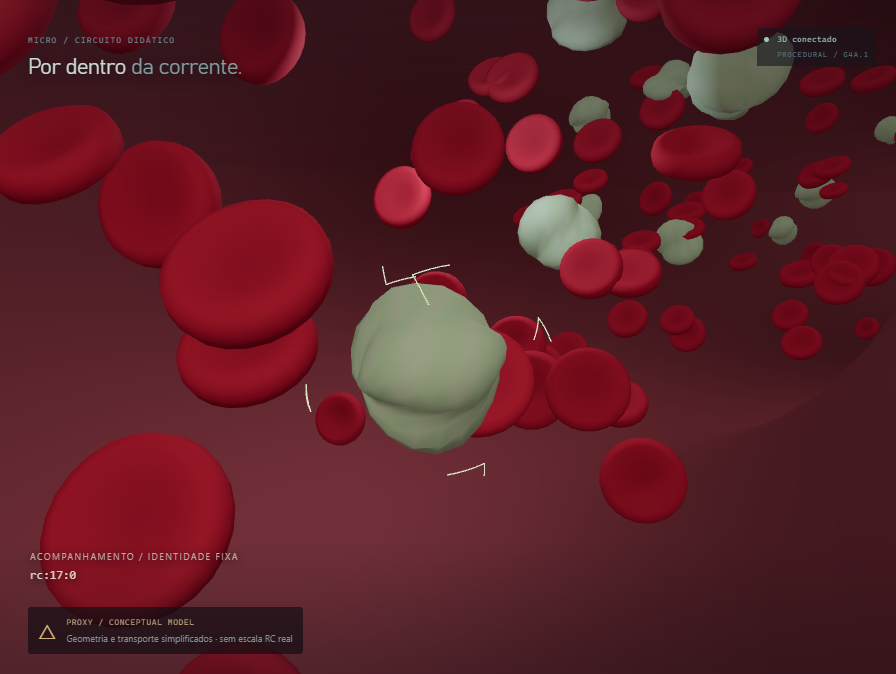 MICRO / CIRCUITO DIDÁTICO
Por dentro da corrente.
3D conectado
PROCEDURAL / G4A.1
ACOMPANHAMENTO / IDENTIDADE FIXA
rc:17:0
PROXY / CONCEPTUAL MODEL
Geometria e transporte simplificados · sem escala RC real